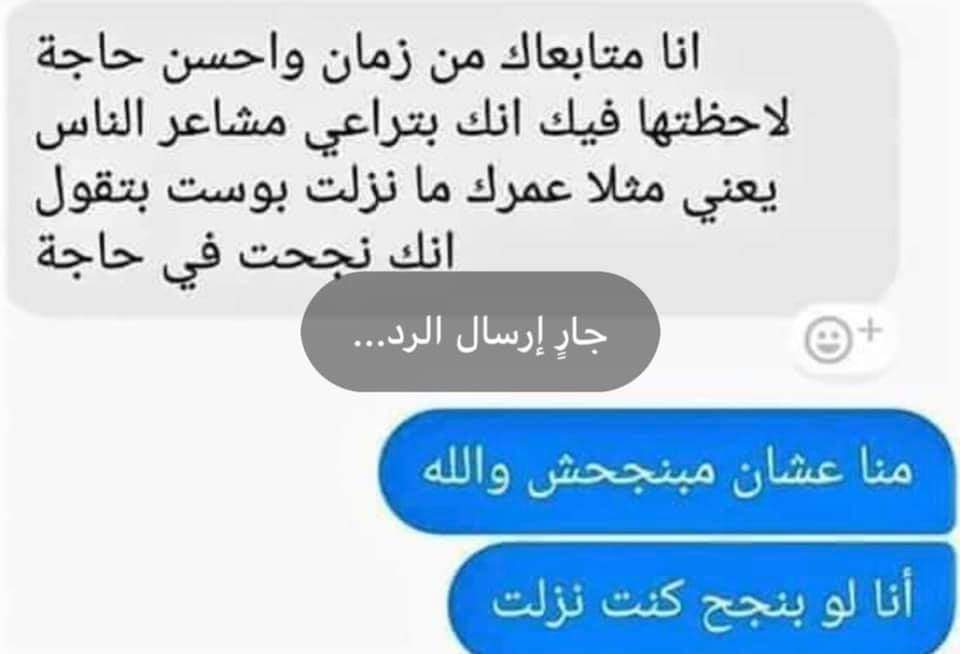 انا متابعاك من زمان واحسن حاجة
لاحظتها فيك انك بتراعي مشاعر الناس
يعني مثلا عمرك ما نزلت بوست بتقول
انك نجحت في حاجة
جارٍ إرسال الرد...
منا عشان مبنجحش والله
أنا لو بنجح كنت نزلت